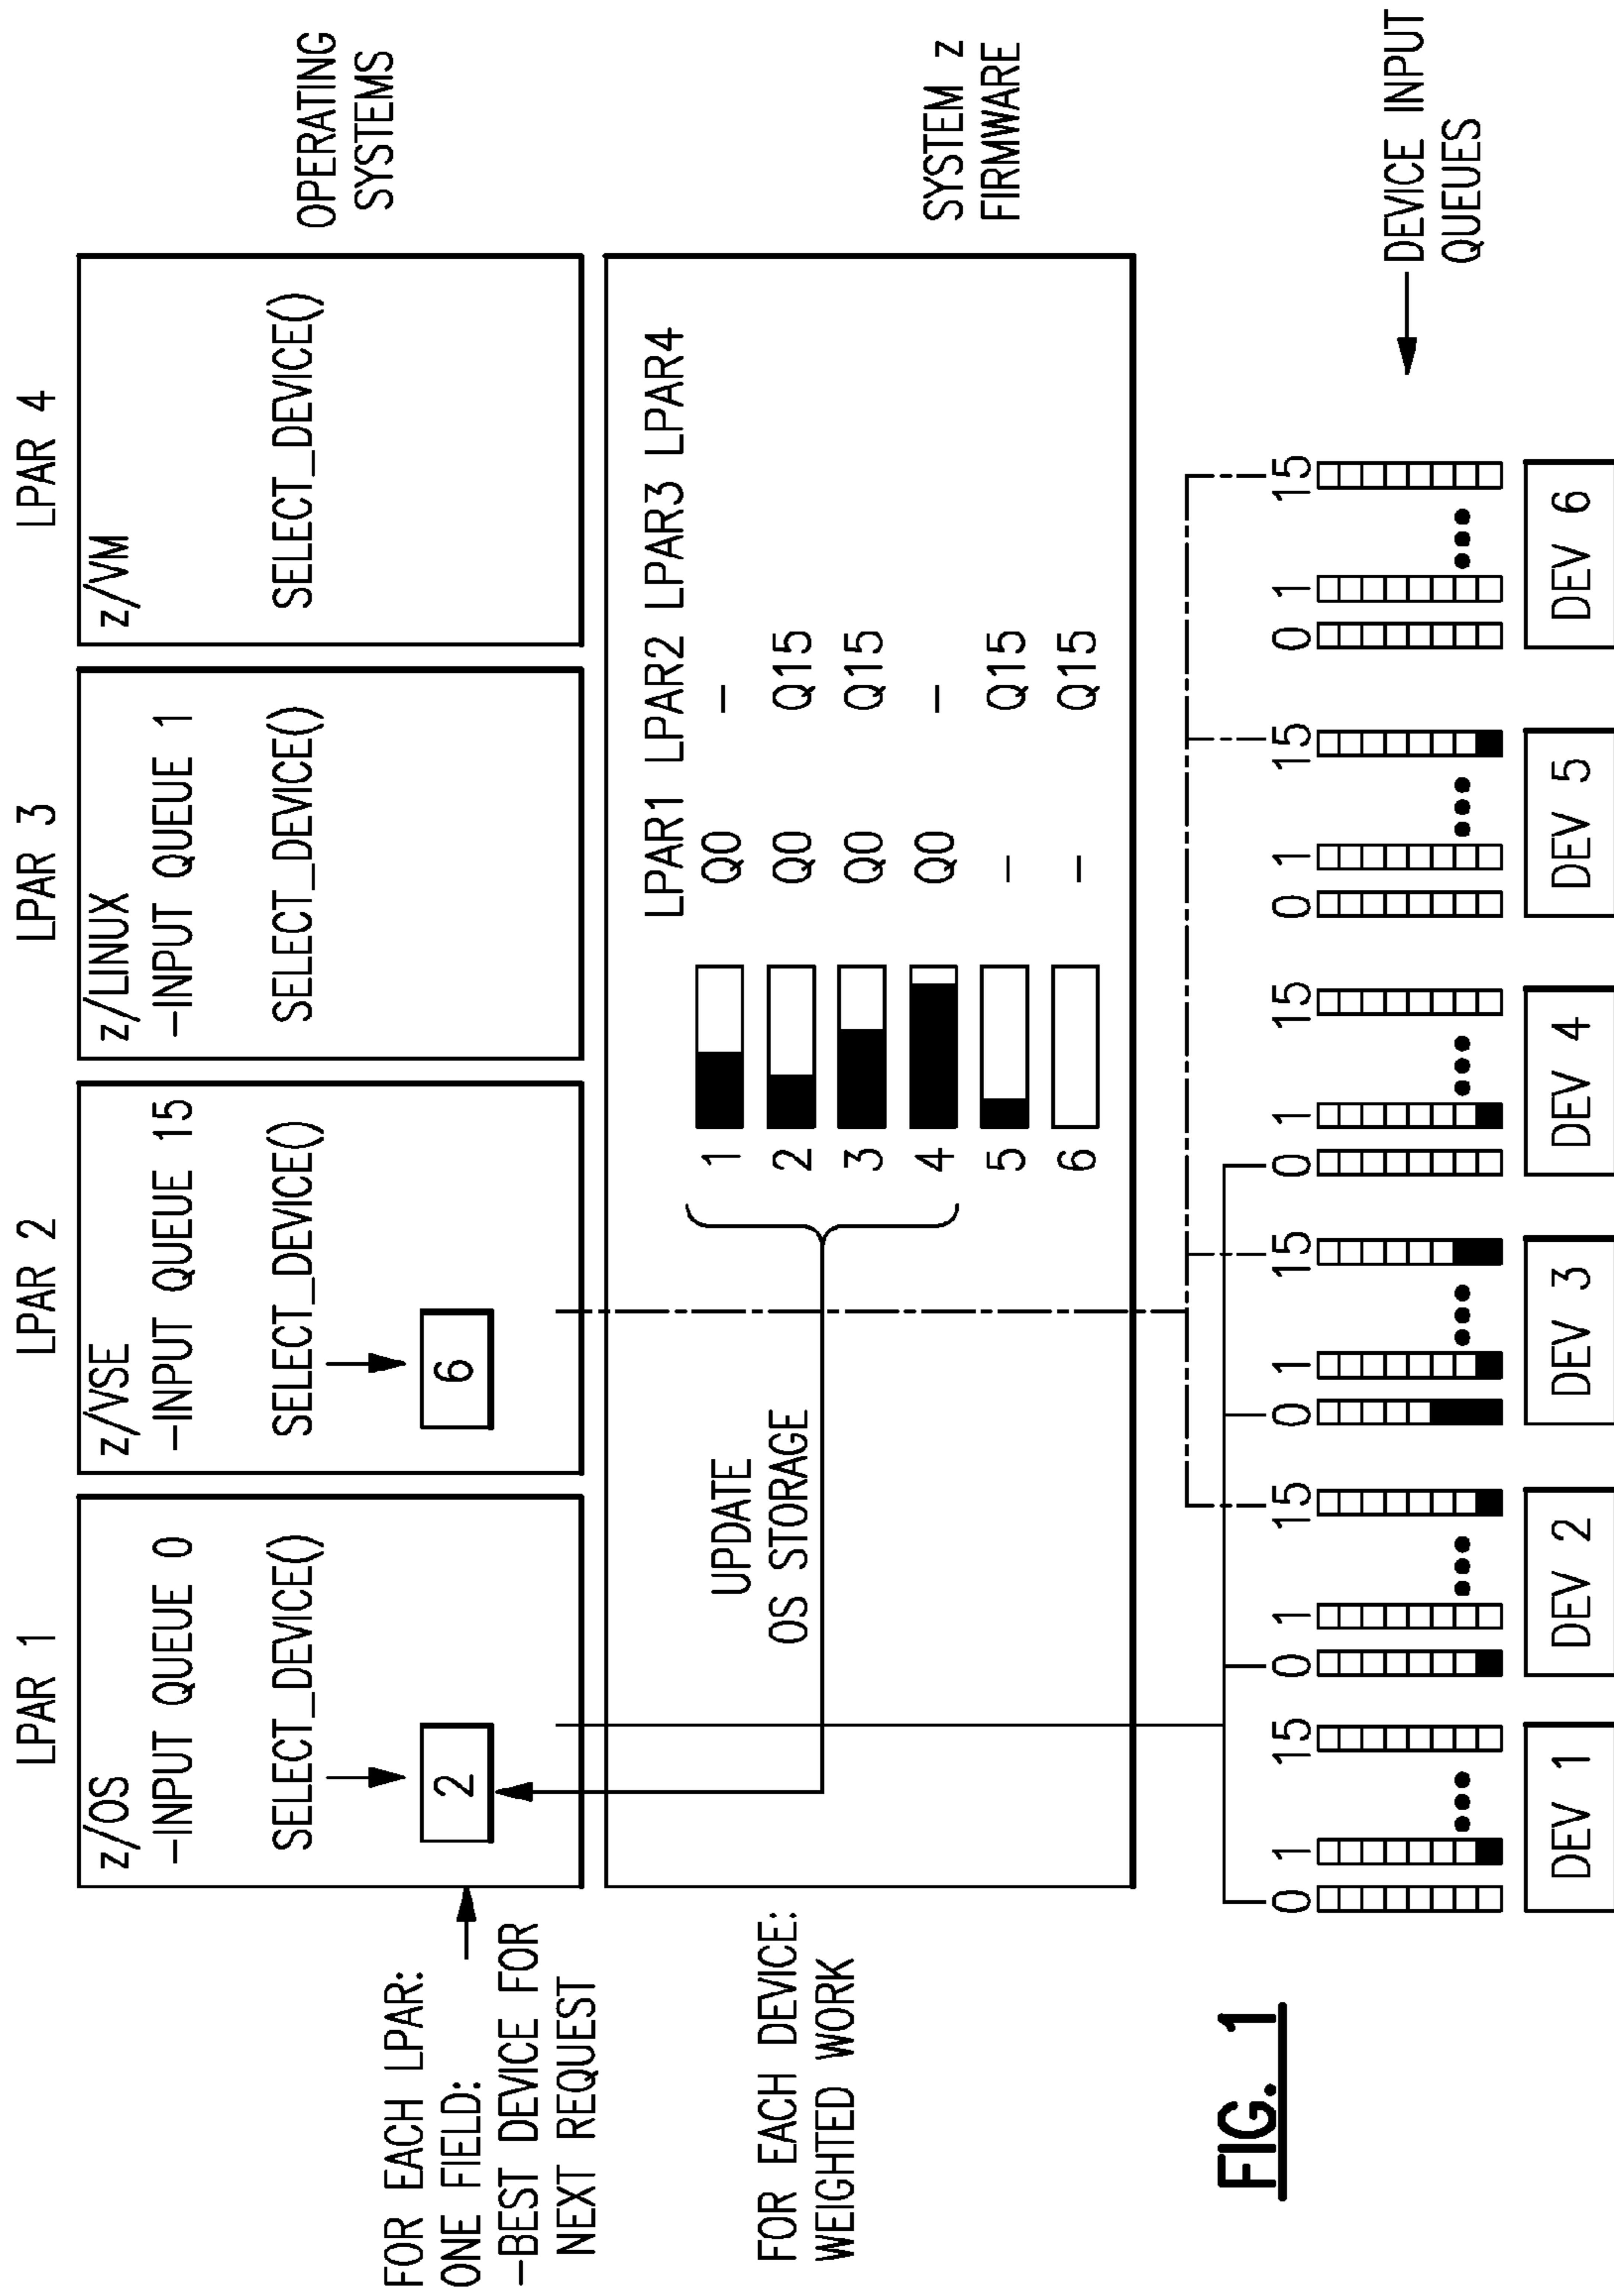 LPAR 1
LPAR 2
LPAR 3
LPAR 4
z/OS
-INPUT QUEUE 0
SELECT_DEVICE()
2
z/VSE
-INPUT QUEUE 15
SELECT_DEVICE()
6
z/LINUX
-INPUT QUEUE 1
SELECT_DEVICE()
z/VM
SELECT_DEVICE()
OPERATING
SYSTEMS
FOR EACH LPAR:
ONE FIELD:
-BEST DEVICE FOR
NEXT REQUEST
FOR EACH DEVICE:
WEIGHTED WORK
UPDATE
OS STORAGE
LPAR1 LPAR2 LPAR3 LPAR4
1 Q0 -
2 Q0 Q15
3 Q0 Q15
4 Q0 -
5 - Q15
6 - Q15
SYSTEM z
FIRMWARE
0 1 15 0 1 15 0 1 15 0 1 15 0 1 15 0 1 15
DEVICE INPUT
QUEUES
DEV 1 DEV 2 DEV 3 DEV 4 DEV 5 DEV 6
FIG. 1